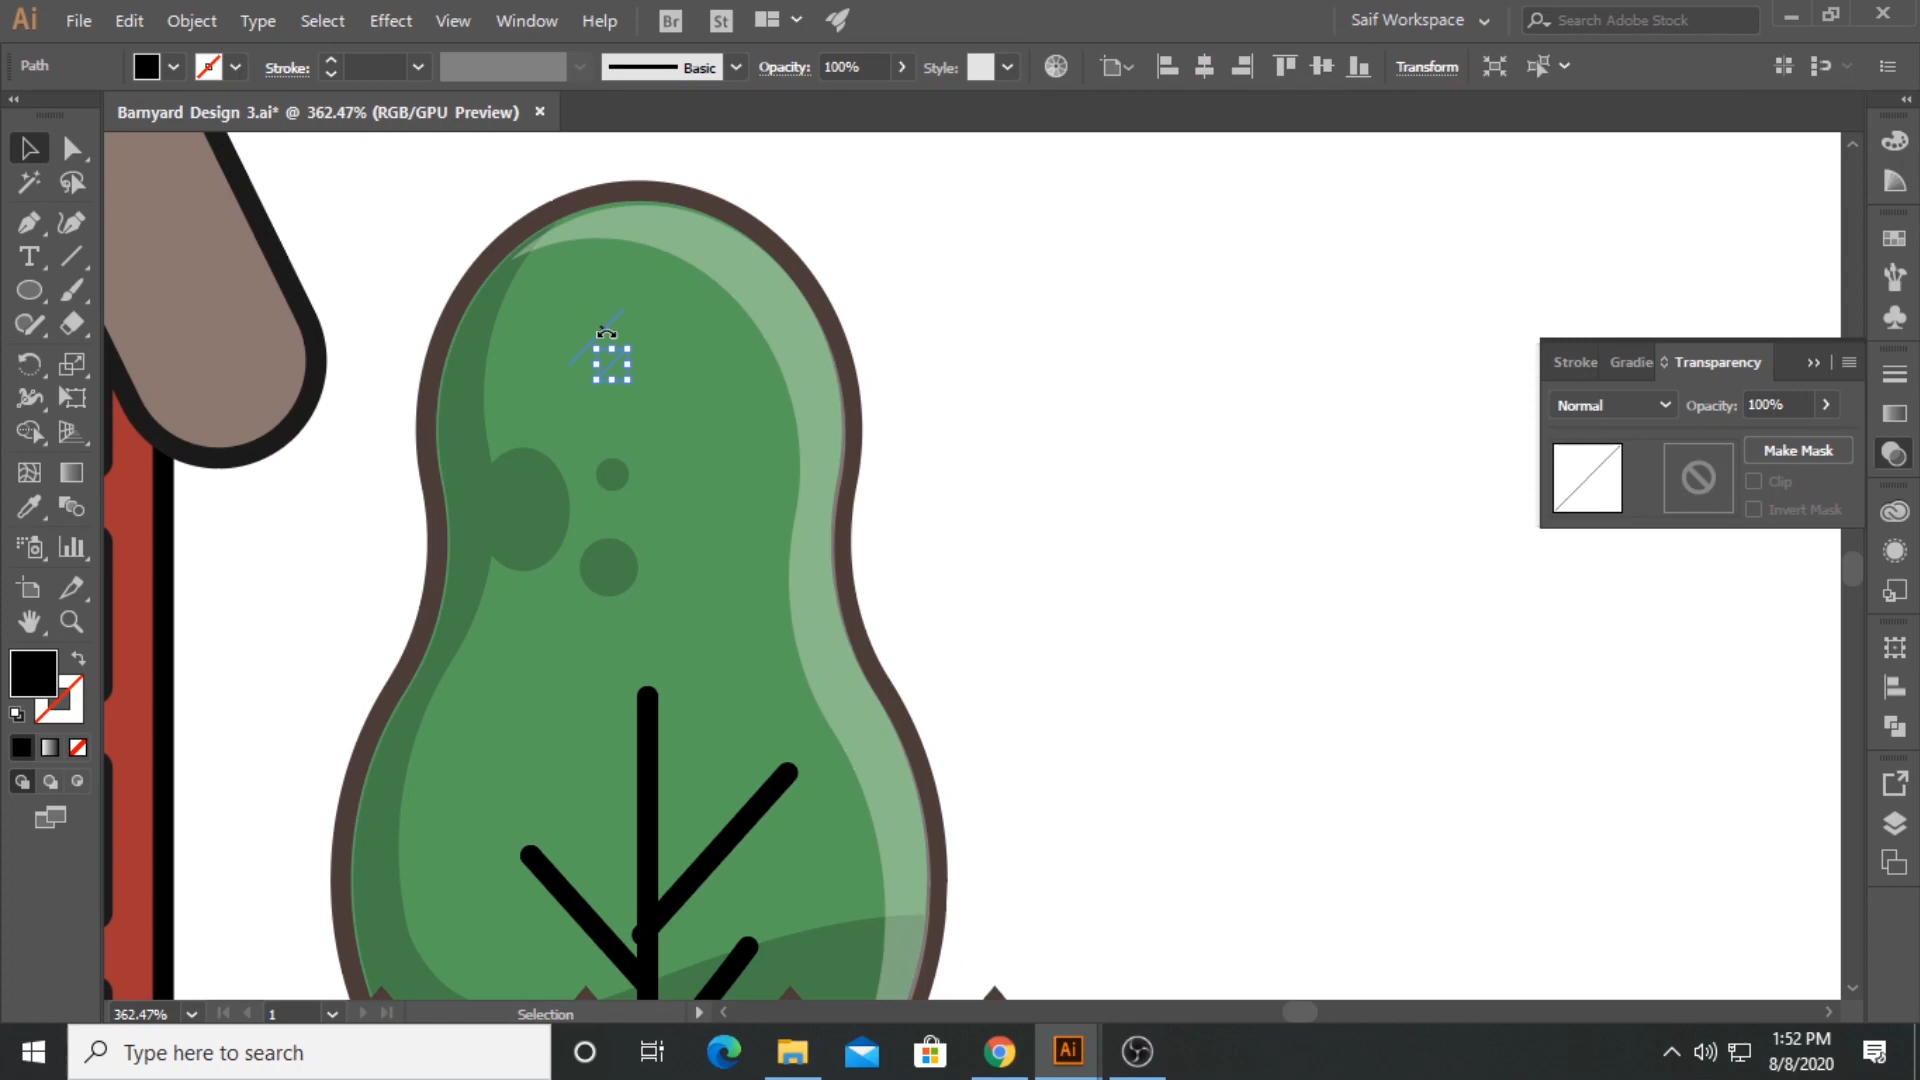 Ai File Edit Object Type Select Effect View Window Help Br St Saif Workspace Search Adobe Stock
Path Stroke: Basic Opacity: 100% Style: Transform
Barnyard Design 3.ai* @ 362.47% (RGB/GPU Preview)
Stroke Gradie Transparency
Normal Opacity: 100%
Make Mask
Clip
Invert Mask
362.47% 1 Selection
Type here to search
Ai
1:52 PM
8/8/2020